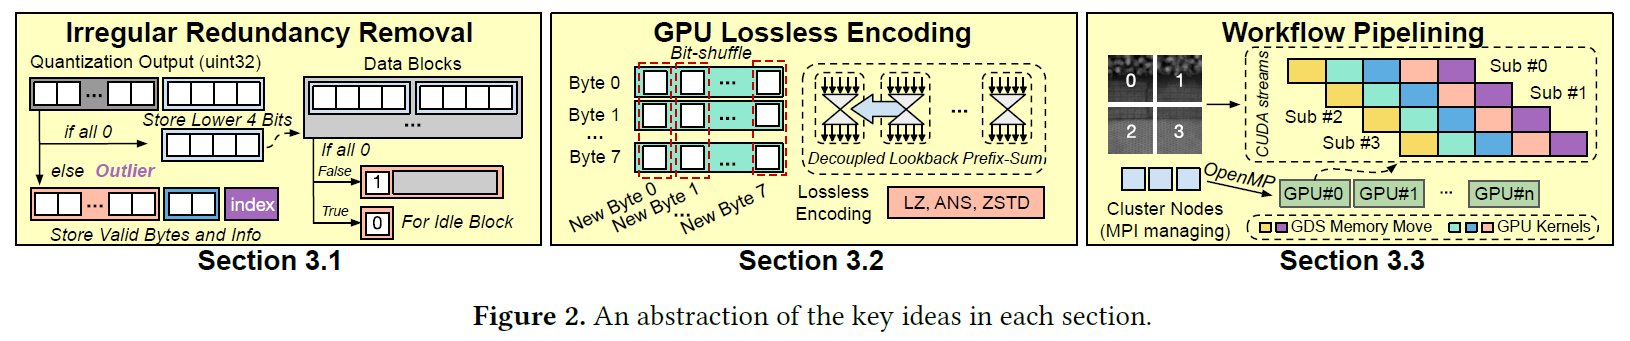 Irregular Redundancy Removal
Quantization Output (uint32)
...
Store Lower 4 Bits
if all 0
else Outlier
...
index
Store Valid Bytes and Info
Data Blocks
...
If all 0
False
1
True
0
For Idle Block
Section 3.1
GPU Lossless Encoding
Bit-shuffle
Byte 0
...
Byte 1
...
...
Byte 7
...
New Byte 0
New Byte 1
...
New Byte 7
...
Decoupled Lookback Prefix-Sum
Lossless
Encoding
LZ, ANS, ZSTD
Section 3.2
Workflow Pipelining
0 1
2 3
CUDA streams
Sub #0
Sub #1
Sub #2
Sub #3
OpenMP
GPU#0 GPU#1 ... GPU#n
Cluster Nodes
(MPI managing)
GDS Memory Move GPU Kernels
Section 3.3
Figure 2. An abstraction of the key ideas in each section.